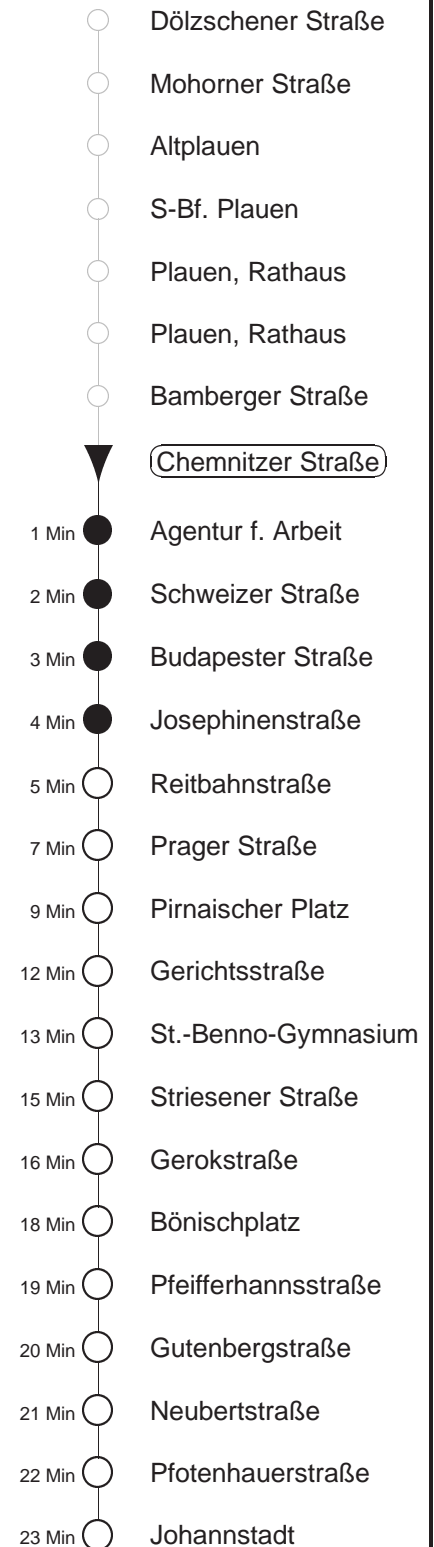 Dölzschener Straße
Mohorner Straße
Altplauen
S-Bf. Plauen
Plauen, Rathaus
Plauen, Rathaus
Bamberger Straße
Chemnitzer Straße
1 Min Agentur f. Arbeit
2 Min Schweizer Straße
3 Min Budapester Straße
4 Min Josephinenstraße
5 Min Reitbahnstraße
7 Min Prager Straße
9 Min Pirnaischer Platz
12 Min Gerichtsstraße
13 Min St.-Benno-Gymnasium
15 Min Striesener Straße
16 Min Gerokstraße
18 Min Bönischplatz
19 Min Pfeifferhannsstraße
20 Min Gutenbergstraße
21 Min Neubertstraße
22 Min Pfotenhauerstraße
23 Min Johannstadt